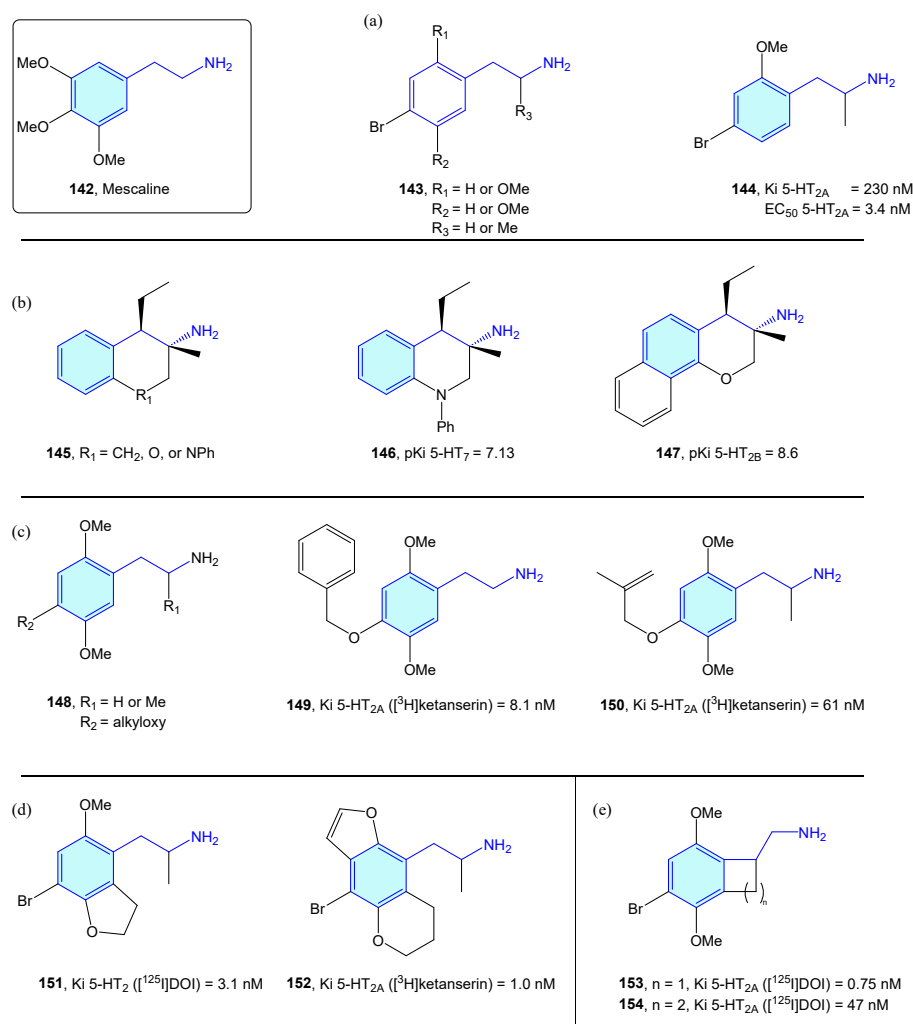 (a)
MeO
NH2
MeO
OMe
142, Mescaline
R1
NH2
Br
R3
R2
143, R1 = H or OMe
R2 = H or OMe
R3 = H or Me
OMe
NH2
Br
144, Ki 5-HT2A = 230 nM
EC50 5-HT2A = 3.4 nM
(b)
NH2
R1
145, R1 = CH2, O, or NPh
NH2
N
Ph
146, pKi 5-HT7 = 7.13
NH2
O
147, pKi 5-HT2B = 8.6
(c)
OMe
NH2
R1
R2
OMe
148, R1 = H or Me
R2 = alkyloxy
OMe
NH2
O
OMe
149, Ki 5-HT2A ([3H]ketanserin) = 8.1 nM
OMe
NH2
O
OMe
150, Ki 5-HT2A ([3H]ketanserin) = 61 nM
(d)
OMe
NH2
Br
O
151, Ki 5-HT2 ([125I]DOI) = 3.1 nM
O
NH2
Br
O
152, Ki 5-HT2A ([3H]ketanserin) = 1.0 nM
(e)
OMe
NH2
Br
( )n
OMe
153, n = 1, Ki 5-HT2A ([125I]DOI) = 0.75 nM
154, n = 2, Ki 5-HT2A ([125I]DOI) = 47 nM